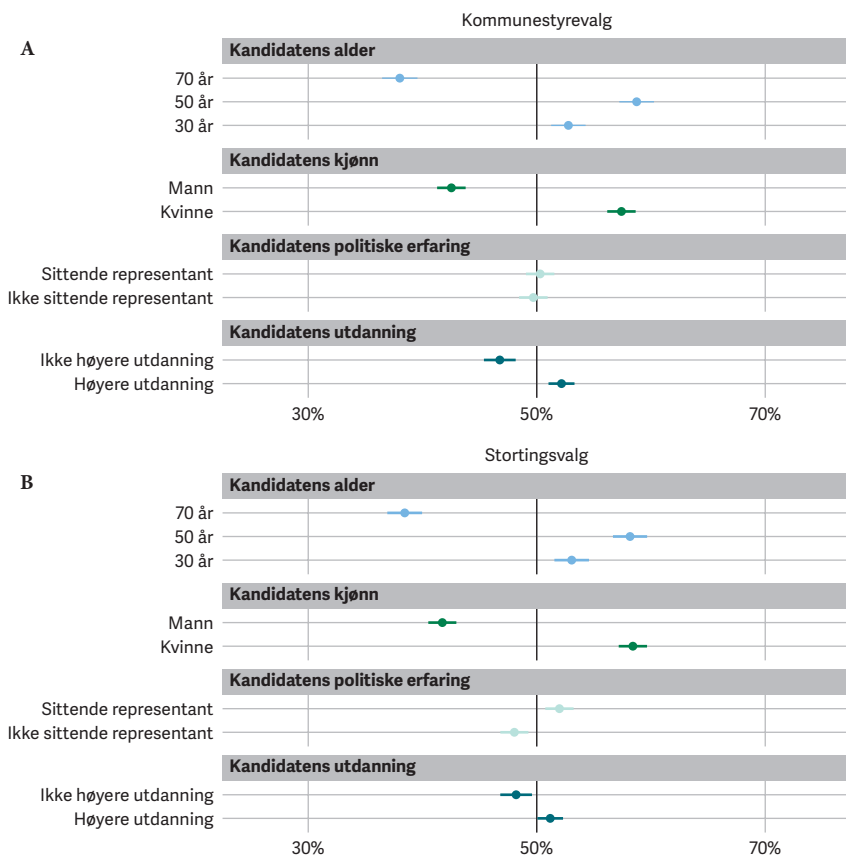 Kommunestyrevalg
A
Kandidatens alder
70 år
50 år
30 år
Kandidatens kjønn
Mann
Kvinne
Kandidatens politiske erfaring
Sittende representant
Ikke sittende representant
Kandidatens utdanning
Ikke høyere utdanning
Høyere utdanning
30% 50% 70%
Stortingsvalg
B
Kandidatens alder
70 år
50 år
30 år
Kandidatens kjønn
Mann
Kvinne
Kandidatens politiske erfaring
Sittende representant
Ikke sittende representant
Kandidatens utdanning
Ikke høyere utdanning
Høyere utdanning
30% 50% 70%